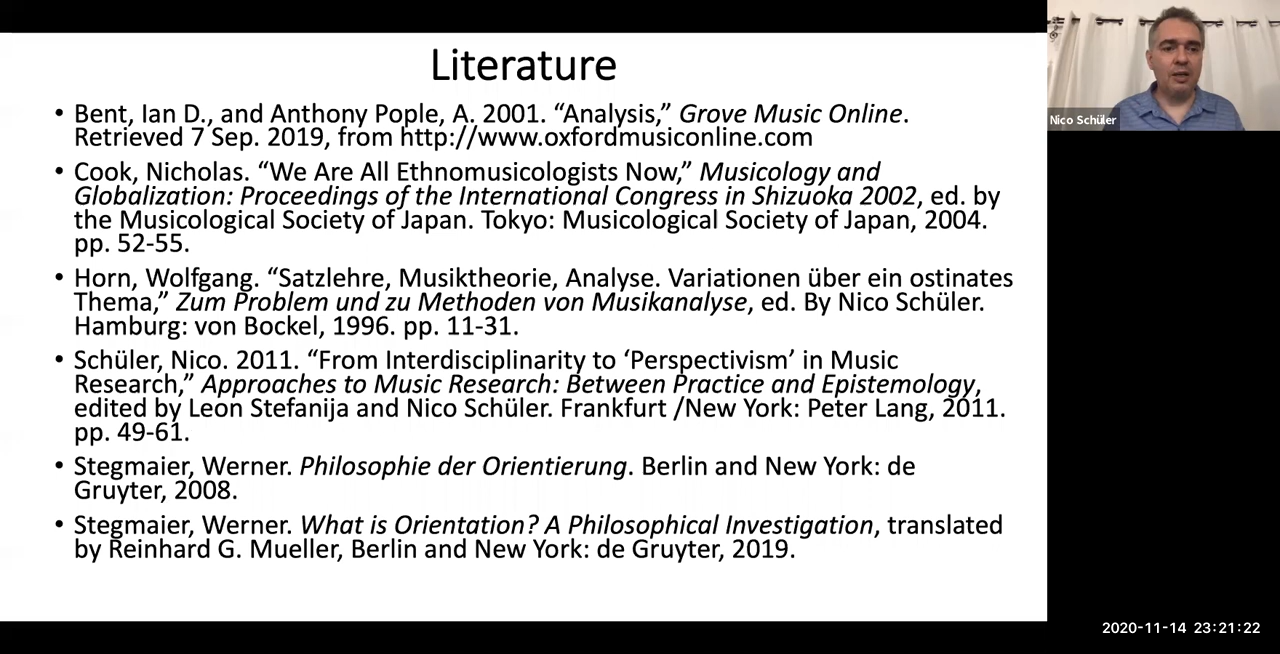 Literature
• Bent, Ian D., and Anthony Pople, A. 2001. “Analysis,” Grove Music Online.
Retrieved 7 Sep. 2019, from http://www.oxfordmusiconline.com
• Cook, Nicholas. “We Are All Ethnomusicologists Now,” Musicology and
Globalization: Proceedings of the International Congress in Shizuoka 2002, ed. by
the Musicological Society of Japan. Tokyo: Musicological Society of Japan, 2004.
pp. 52-55.
• Horn, Wolfgang. “Satzlehre, Musiktheorie, Analyse. Variationen über ein ostinates
Thema,” Zum Problem und zu Methoden von Musikanalyse, ed. By Nico Schüler.
Hamburg: von Bockel, 1996. pp. 11-31.
• Schüler, Nico. 2011. “From Interdisciplinarity to ‘Perspectivism’ in Music
Research,” Approaches to Music Research: Between Practice and Epistemology,
edited by Leon Stefanija and Nico Schüler. Frankfurt /New York: Peter Lang, 2011.
pp. 49-61.
• Stegmaier, Werner. Philosophie der Orientierung. Berlin and New York: de
Gruyter, 2008.
• Stegmaier, Werner. What is Orientation? A Philosophical Investigation, translated
by Reinhard G. Mueller, Berlin and New York: de Gruyter, 2019.
Nico Schüler
2020-11-14 23:21:22